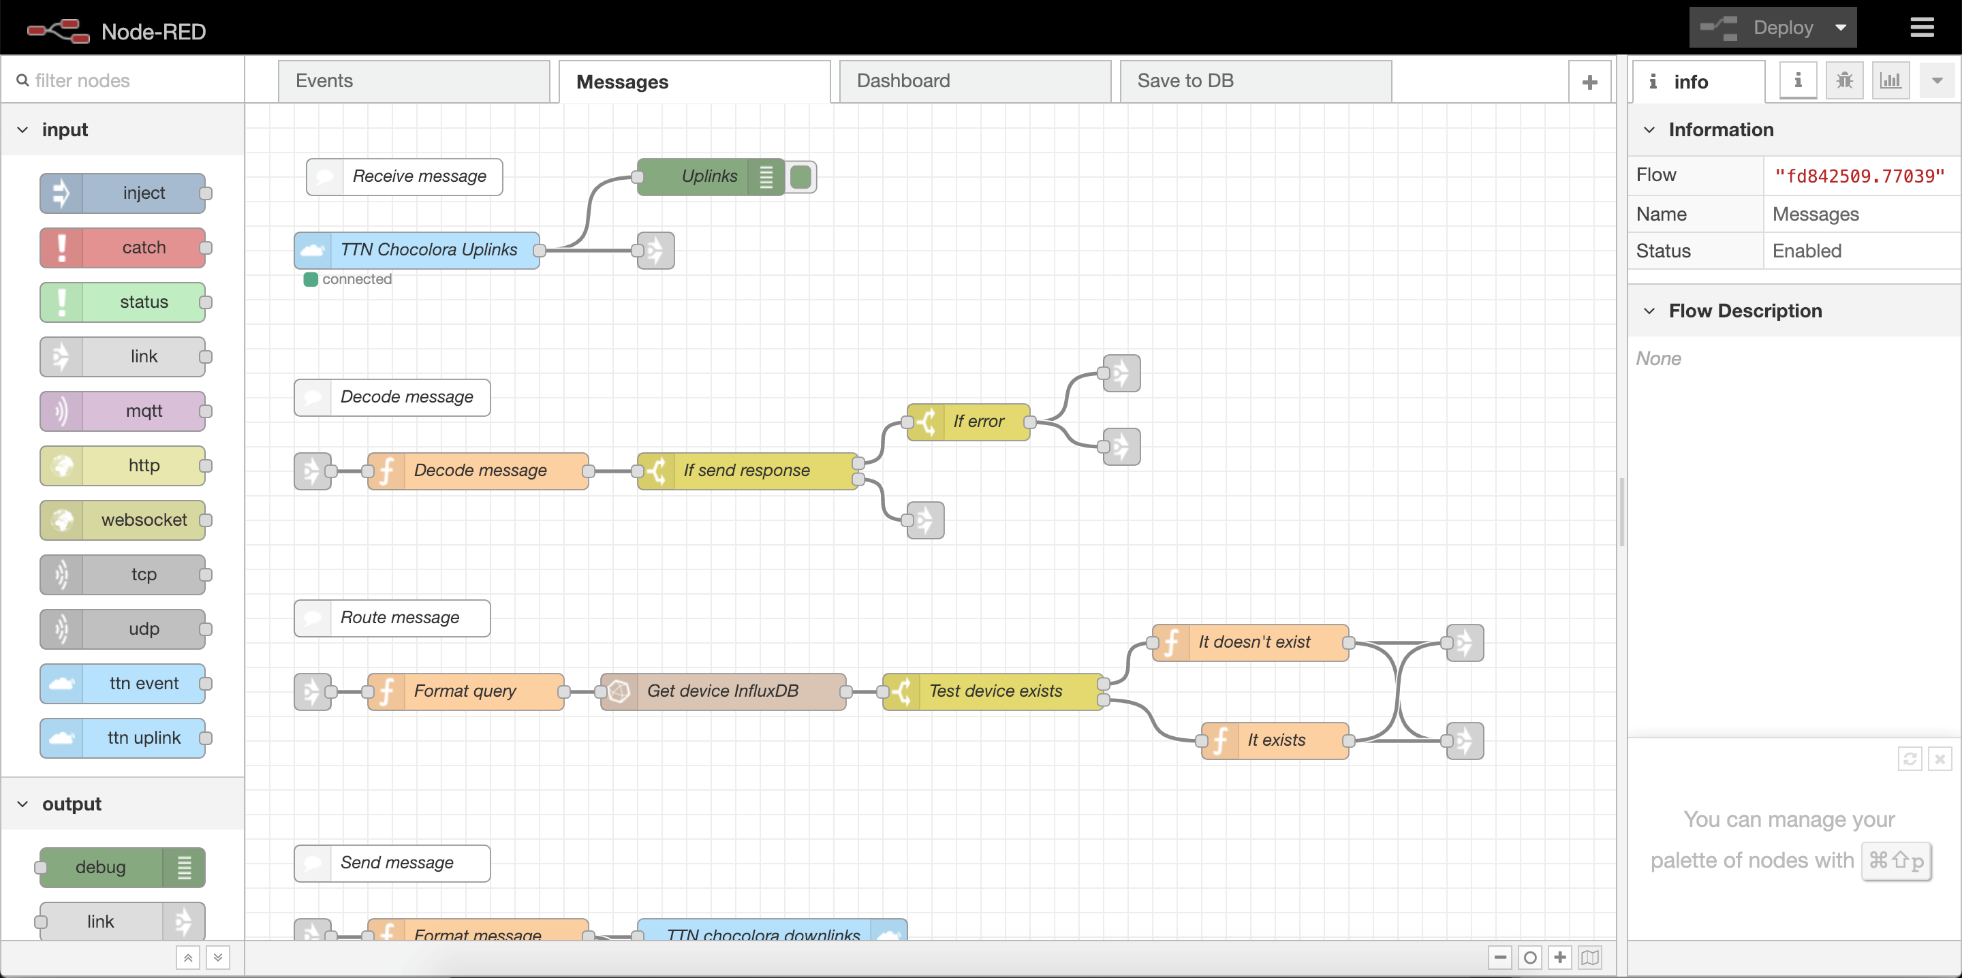 Node-RED
Deploy
filter nodes
Events
Messages
Dashboard
Save to DB
info
input
inject
catch
status
link
mqtt
http
websocket
tcp
udp
ttn event
ttn uplink
output
debug
link
Receive message
Uplinks
TTN Chocolora Uplinks
connected
Decode message
If error
Decode message
If send response
Route message
It doesn't exist
Format query
Get device InfluxDB
Test device exists
It exists
Send message
Format message
TTN chocolora downlinks
Information
Flow "fd842509.77039"
Name Messages
Status Enabled
Flow Description
None
You can manage your
palette of nodes with ⌘⇧p